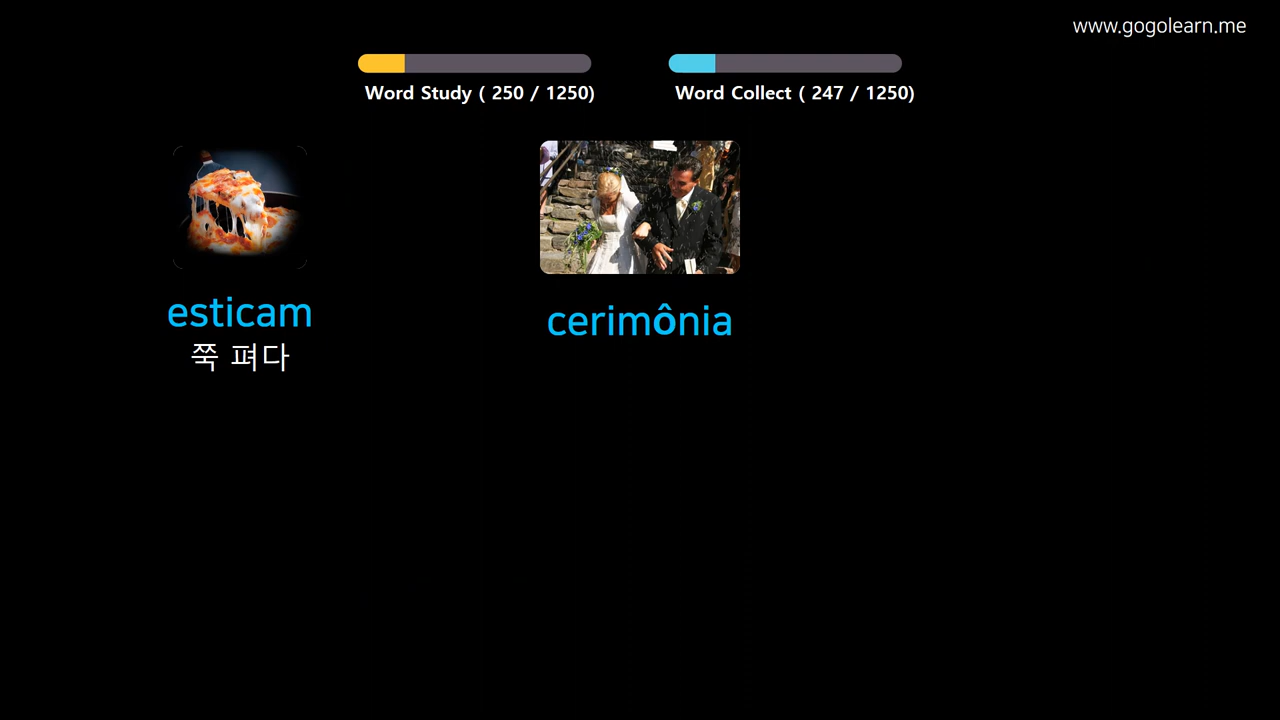 www.gogolearn.me
Word Study ( 250 / 1250)
Word Collect ( 247 / 1250)
esticam
쭉 펴다
cerimônia